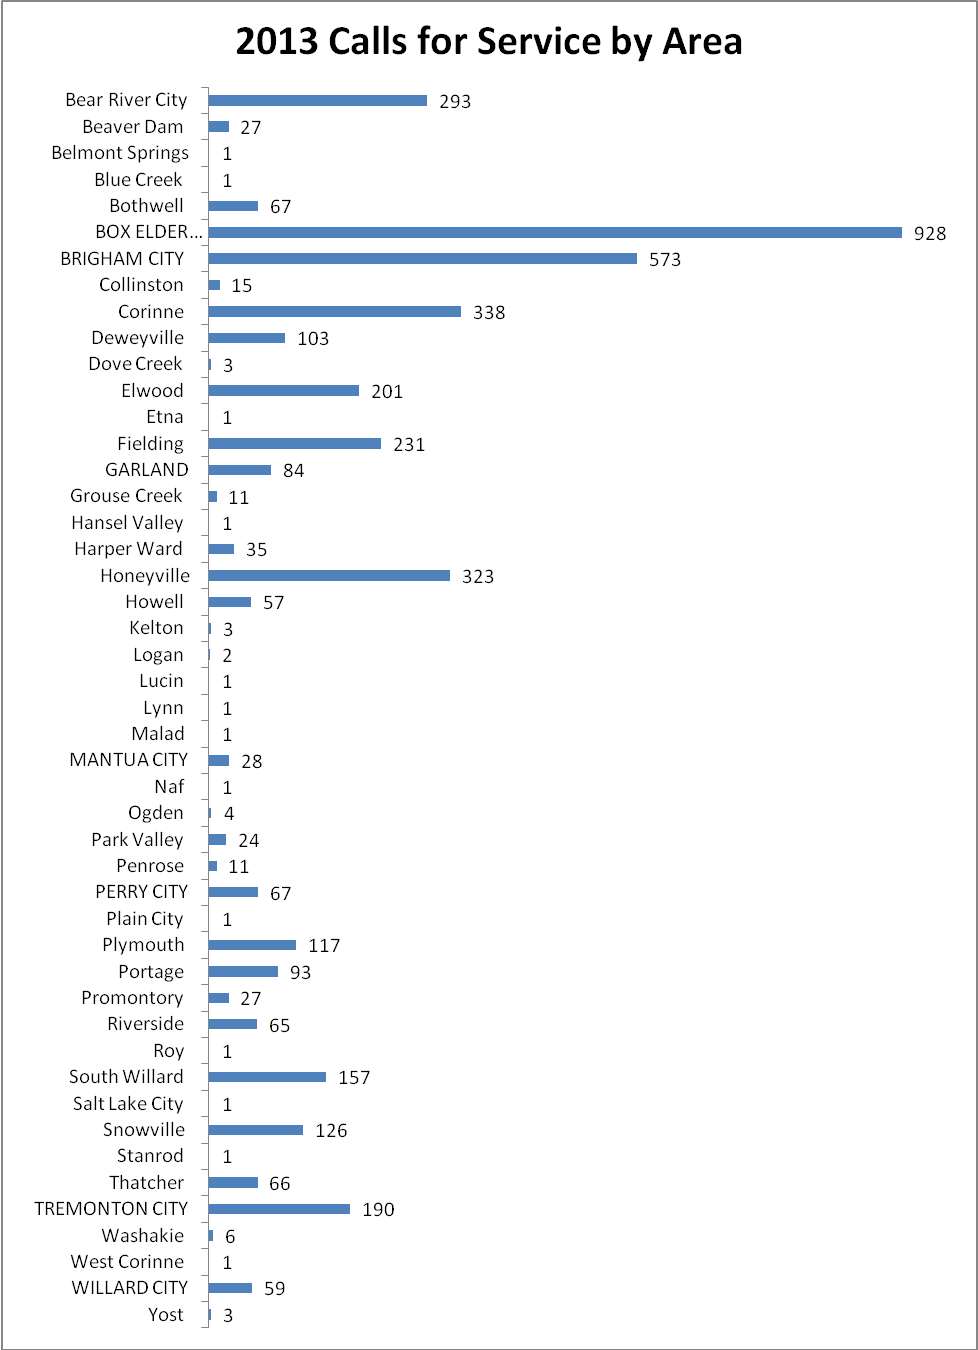 2013 Calls for Service by Area
Bear River City 293
Beaver Dam 27
Belmont Springs 1
Blue Creek 1
Bothwell 67
BOX ELDER... 928
BRIGHAM CITY 573
Collinston 15
Corinne 338
Deweyville 103
Dove Creek 3
Elwood 201
Etna 1
Fielding 231
GARLAND 84
Grouse Creek 11
Hansel Valley 1
Harper Ward 35
Honeyville 323
Howell 57
Kelton 3
Logan 2
Lucin 1
Lynn 1
Malad 1
MANTUA CITY 28
Naf 1
Ogden 4
Park Valley 24
Penrose 11
PERRY CITY 67
Plain City 1
Plymouth 117
Portage 93
Promontory 27
Riverside 65
Roy 1
South Willard 157
Salt Lake City 1
Snowville 126
Stanrod 1
Thatcher 66
TREMONTON CITY 190
Washakie 6
West Corinne 1
WILLARD CITY 59
Yost 3